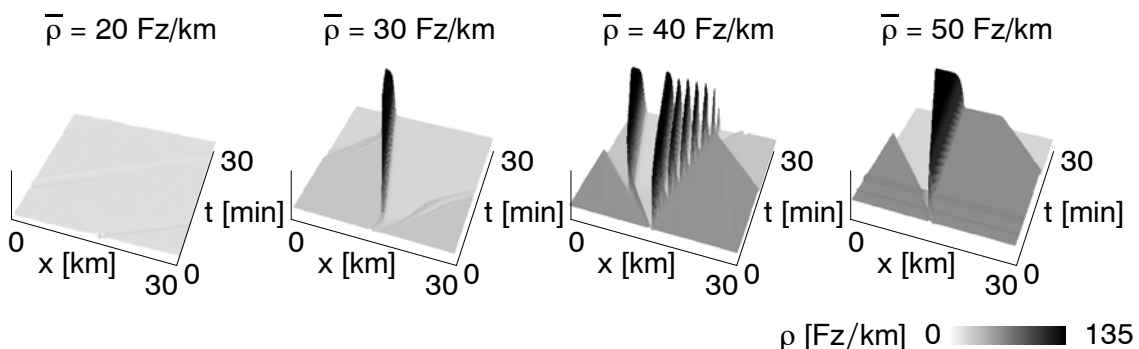 ρ̅ = 20 Fz/km
ρ̅ = 30 Fz/km
ρ̅ = 40 Fz/km
ρ̅ = 50 Fz/km
0
x [km]
30
0
t [min]
30
0
x [km]
30
0
t [min]
30
0
x [km]
30
0
t [min]
30
0
x [km]
30
0
t [min]
30
ρ [Fz/km] 0 135